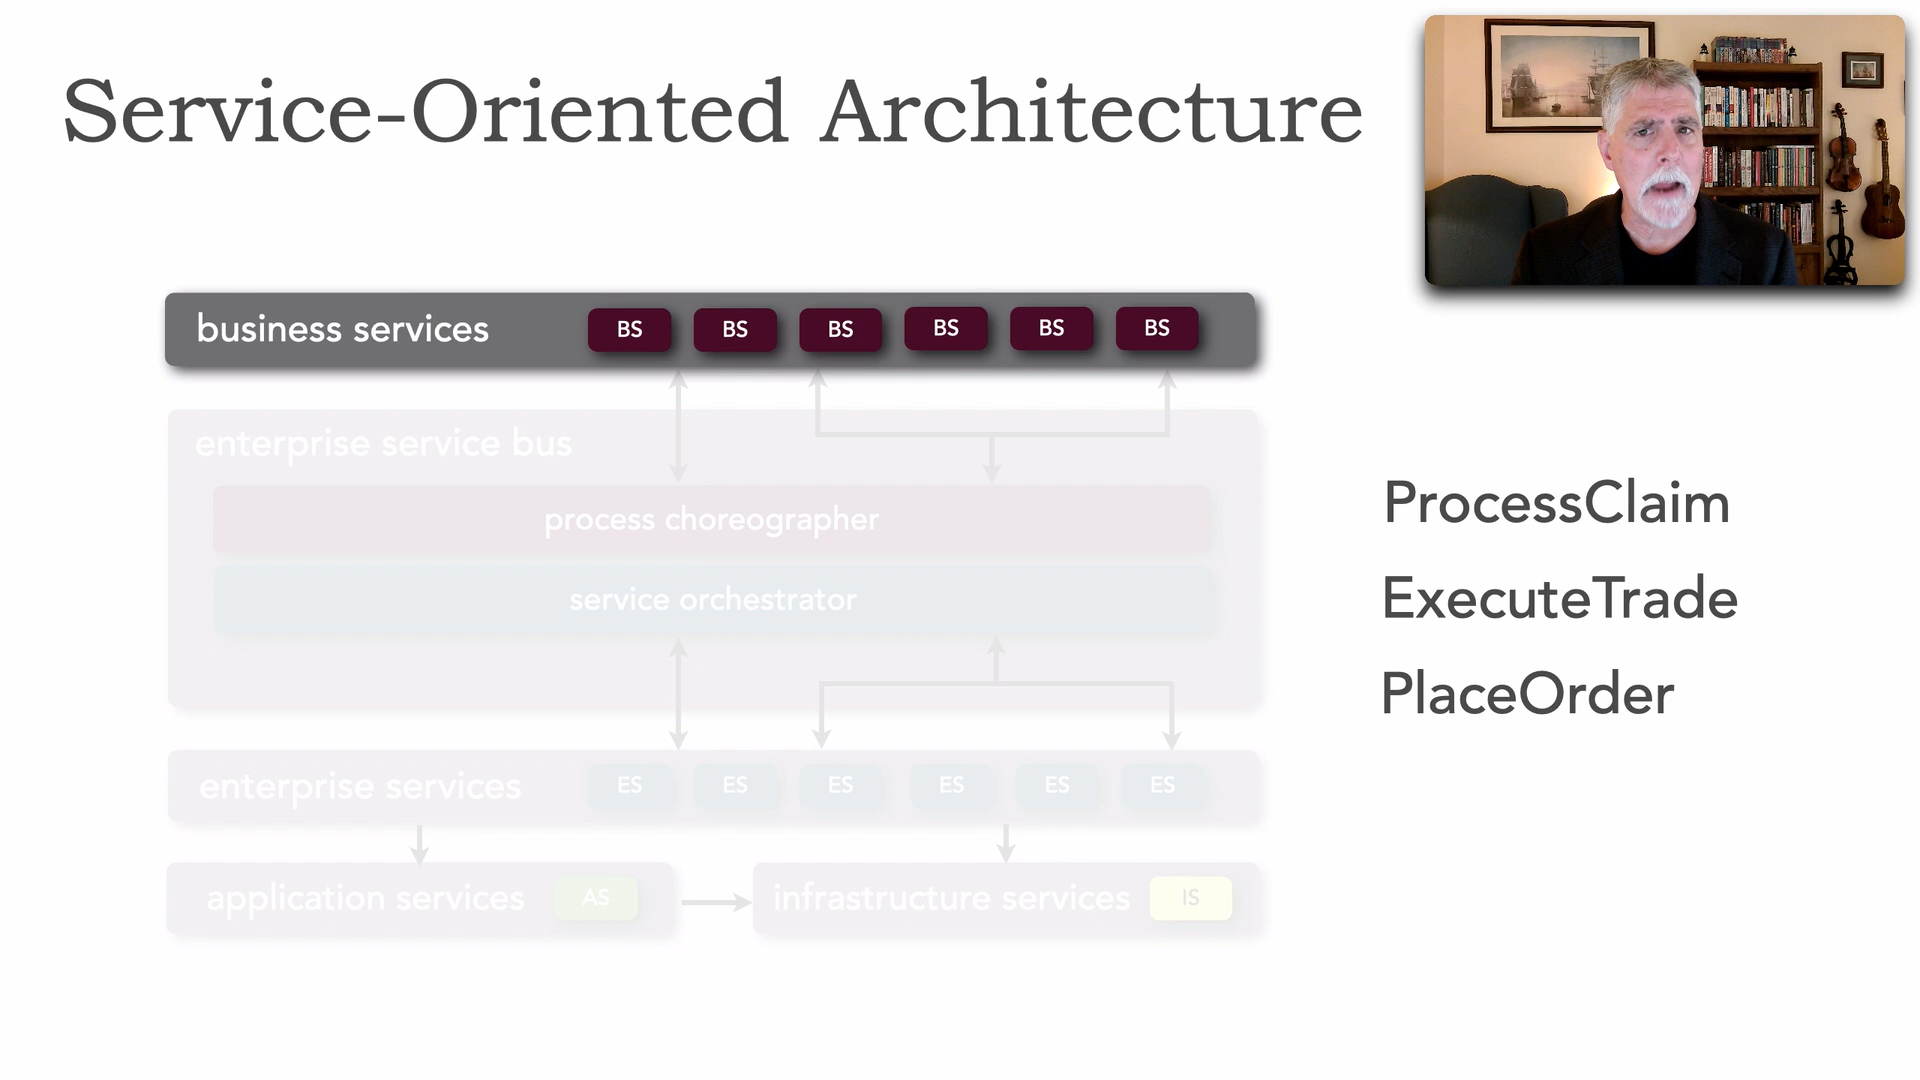 Service-Oriented Architecture
business services BS BS BS BS BS BS
enterprise service bus
process choreographer
service orchestrator
enterprise services ES ES ES ES ES ES
application services AS infrastructure services IS
ProcessClaim
ExecuteTrade
PlaceOrder